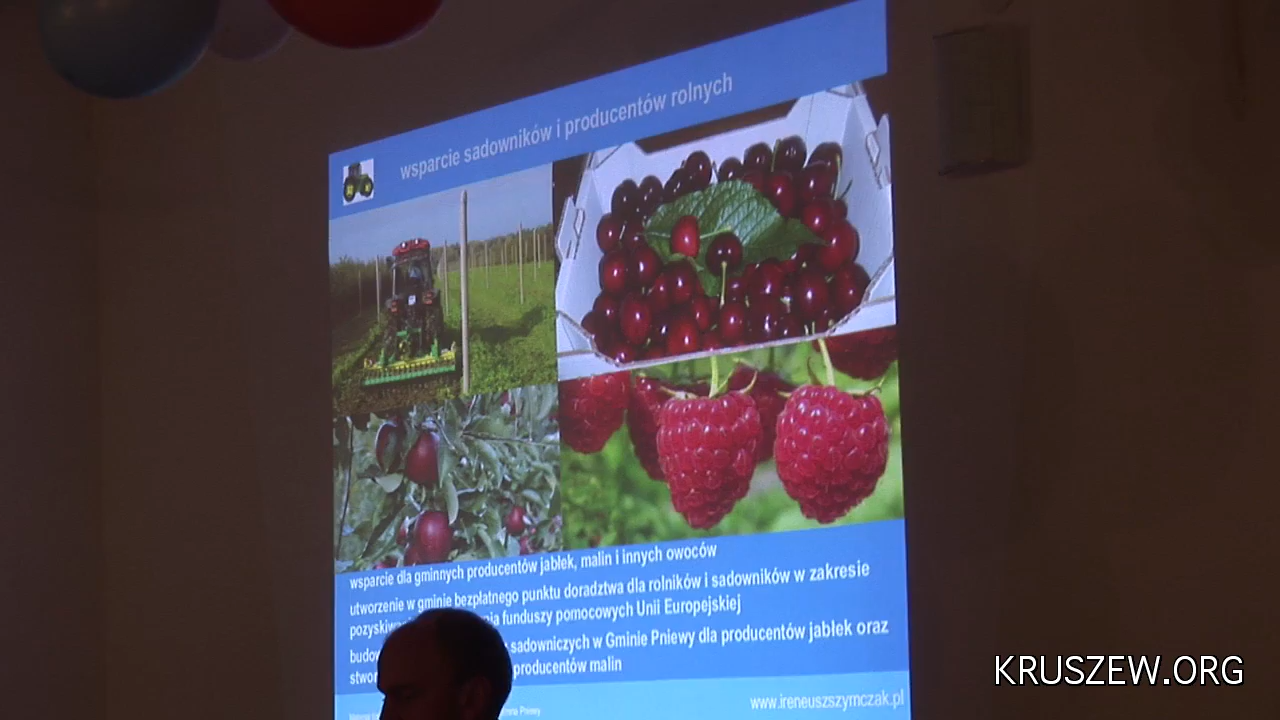 wsparcie sadowników i producentów rolnych
wsparcie dla gminnych producentów jabłek, malin i innych owoców
utworzenie w gminie bezpłatnego punktu doradztwa dla rolników i sadowników w zakresie
funduszy pomocowych Unii Europejskiej
sadowniczych w Gminie Pniewy dla producentów jabłek oraz
producentów malin
www.ireneuszszymczak.pl
Pniewy
KRUSZEW.ORG